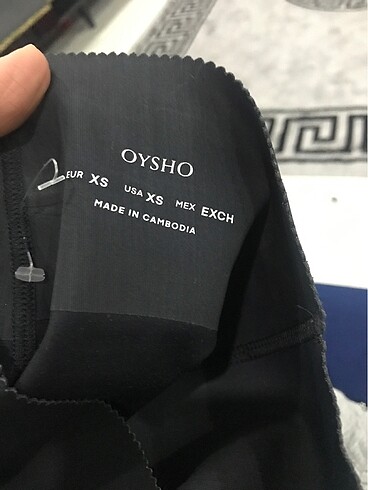 OYSHO
EUR XS USA XS MEX EXCH
MADE IN CAMBODIA